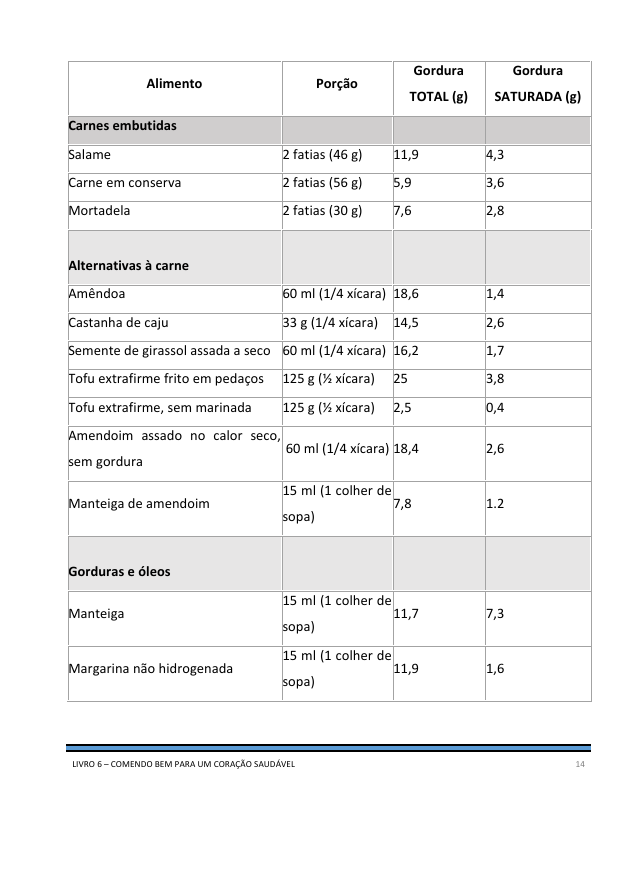 Alimento Porção Gordura TOTAL (g) Gordura SATURADA (g)
Carnes embutidas
Salame 2 fatias (46 g) 11,9 4,3
Carne em conserva 2 fatias (56 g) 5,9 3,6
Mortadela 2 fatias (30 g) 7,6 2,8
Alternativas à carne
Amêndoa 60 ml (1/4 xícara) 18,6 1,4
Castanha de caju 33 g (1/4 xícara) 14,5 2,6
Semente de girassol assada a seco 60 ml (1/4 xícara) 16,2 1,7
Tofu extrafirme frito em pedaços 125 g (½ xícara) 25 3,8
Tofu extrafirme, sem marinada 125 g (½ xícara) 2,5 0,4
Amendoim assado no calor seco, sem gordura 60 ml (1/4 xícara) 18,4 2,6
Manteiga de amendoim 15 ml (1 colher de sopa) 7,8 1.2
Gorduras e óleos
Manteiga 15 ml (1 colher de sopa) 11,7 7,3
Margarina não hidrogenada 15 ml (1 colher de sopa) 11,9 1,6
LIVRO 6 – COMENDO BEM PARA UM CORAÇÃO SAUDÁVEL 14